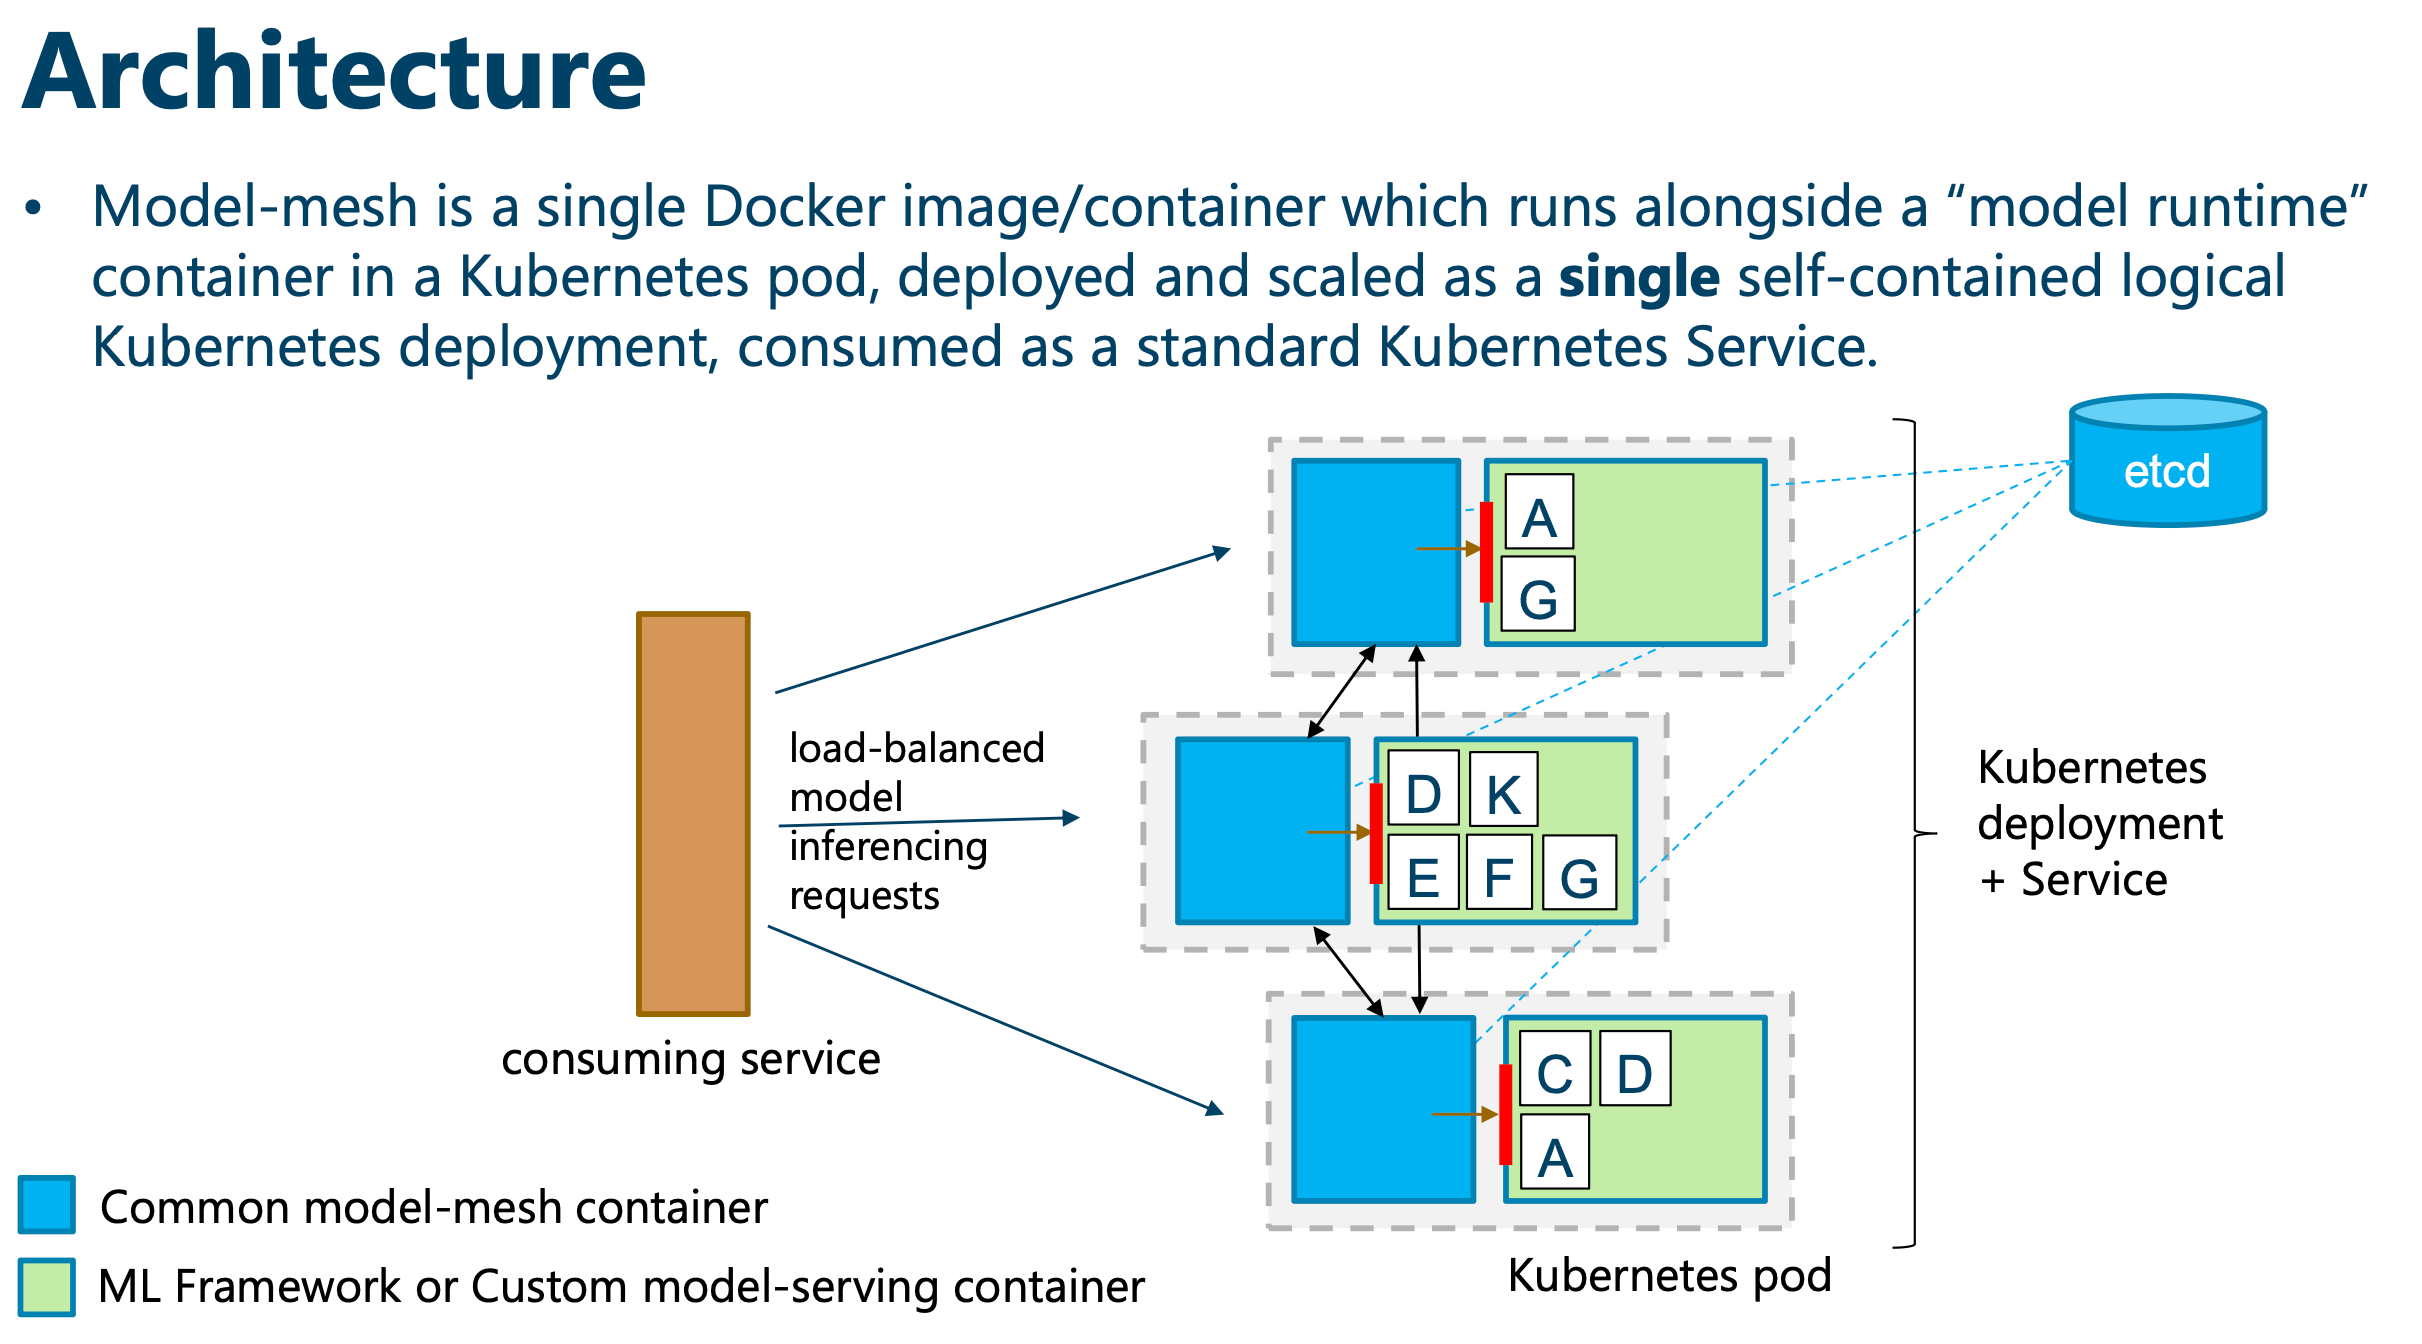 Architecture
• Model-mesh is a single Docker image/container which runs alongside a “model runtime”
container in a Kubernetes pod, deployed and scaled as a single self-contained logical
Kubernetes deployment, consumed as a standard Kubernetes Service.
etcd
A
G
load-balanced
model
inferencing
requests
D K
E F G
Kubernetes
deployment
+ Service
consuming service
C D
A
Common model-mesh container
Kubernetes pod
ML Framework or Custom model-serving container